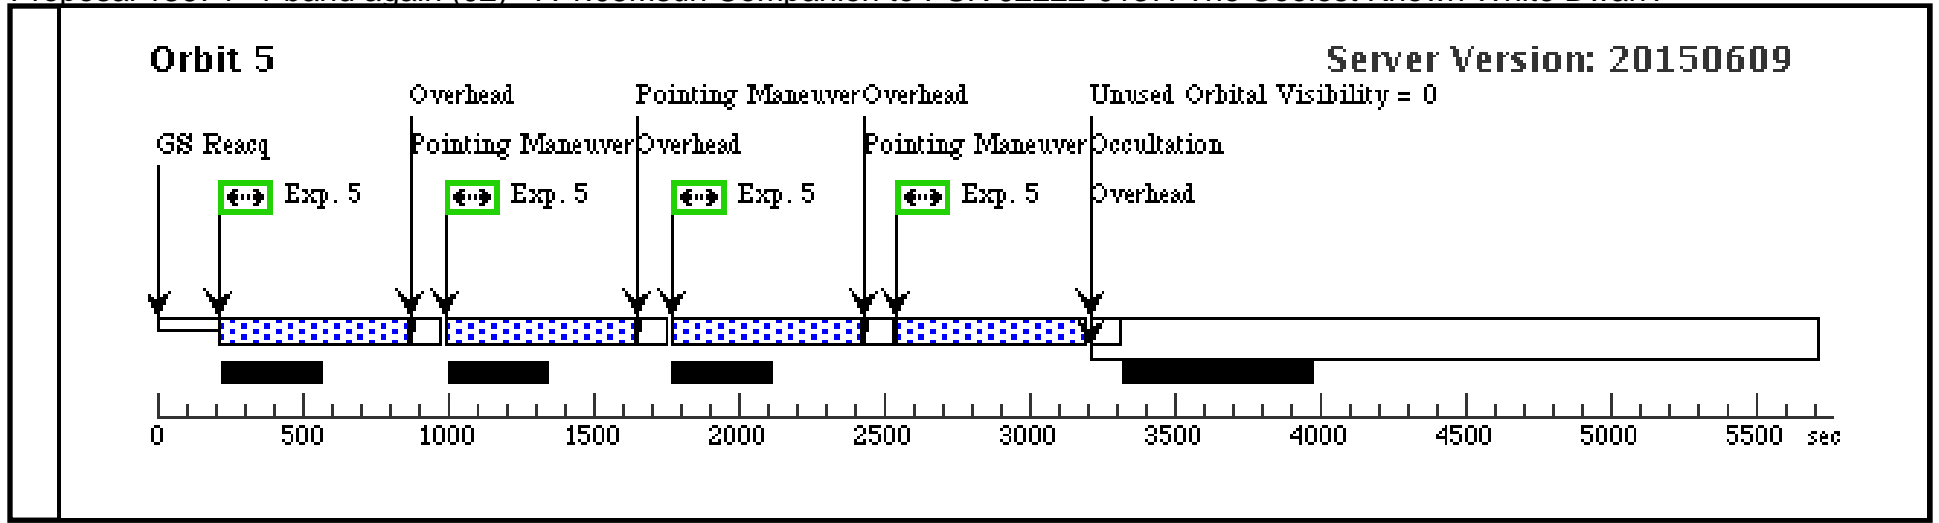 Orbit 5
Server Version: 20150609
Overhead
Pointing Maneuver
Overhead
Unused Orbital Visibility = 0
GS Reacq
Pointing Maneuver
Overhead
Pointing Maneuver
Occultation
Exp. 5
Exp. 5
Exp. 5
Exp. 5
Overhead
0 500 1000 1500 2000 2500 3000 3500 4000 4500 5000 5500 sec